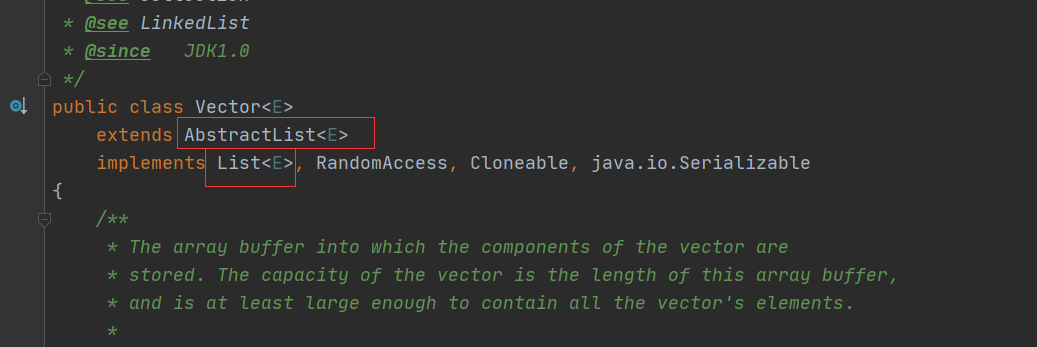 * @see LinkedList
* @since JDK1.0
*/
public class Vector<E>
extends AbstractList<E>
implements List<E>, RandomAccess, Cloneable, java.io.Serializable
{
/**
* The array buffer into which the components of the vector are
* stored. The capacity of the vector is the length of this array buffer,
* and is at least large enough to contain all the vector's elements.
*